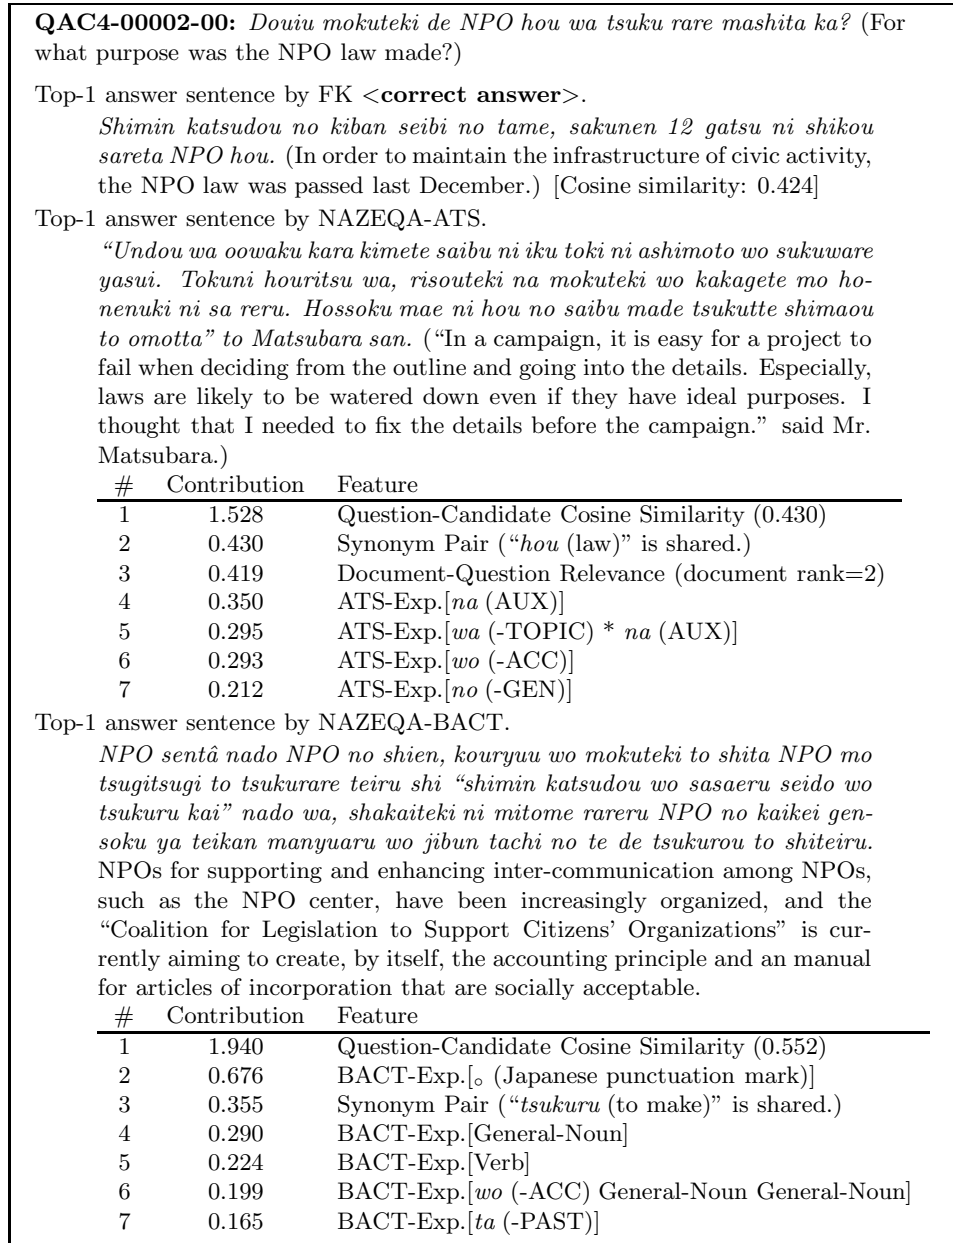 QAC4-00002-00: Douiu mokuteki de NPO hou wa tsuku rare mashita ka? (For
what purpose was the NPO law made?)
Top-1 answer sentence by FK <correct answer>.
Shimin katsudou no kiban seibi no tame, sakunen 12 gatsu ni shikou
sareta NPO hou. (In order to maintain the infrastructure of civic activity,
the NPO law was passed last December.) [Cosine similarity: 0.424]
Top-1 answer sentence by NAZEQA-ATS.
“Undou wa oowaku kara kimete saibu ni iku toki ni ashimoto wo sukuware
yasui. Tokuni houritsu wa, risouteki na mokuteki wo kakagete mo ho-
nenuki ni sa reru. Hossoku mae ni hou no saibu made tsukutte shimaou
to omotta” to Matsubara san. (“In a campaign, it is easy for a project to
fail when deciding from the outline and going into the details. Especially,
laws are likely to be watered down even if they have ideal purposes. I
thought that I needed to fix the details before the campaign.” said Mr.
Matsubara.)
# Contribution Feature
1 1.528 Question-Candidate Cosine Similarity (0.430)
2 0.430 Synonym Pair (“hou (law)” is shared.)
3 0.419 Document-Question Relevance (document rank=2)
4 0.350 ATS-Exp.[na (AUX)]
5 0.295 ATS-Exp.[wa (-TOPIC) * na (AUX)]
6 0.293 ATS-Exp.[wo (-ACC)]
7 0.212 ATS-Exp.[no (-GEN)]
Top-1 answer sentence by NAZEQA-BACT.
NPO sentâ nado NPO no shien, kouryuu wo mokuteki to shita NPO mo
tsugitsugi to tsukurare teiru shi “shimin katsudou wo sasaeru seido wo
tsukuru kai” nado wa, shakaiteki ni mitome rareru NPO no kaikei gen-
soku ya teikan manyuaru wo jibun tachi no te de tsukurou to shiteiru.
NPOs for supporting and enhancing inter-communication among NPOs,
such as the NPO center, have been increasingly organized, and the
“Coalition for Legislation to Support Citizens’ Organizations” is cur-
rently aiming to create, by itself, the accounting principle and an manual
for articles of incorporation that are socially acceptable.
# Contribution Feature
1 1.940 Question-Candidate Cosine Similarity (0.552)
2 0.676 BACT-Exp.[。 (Japanese punctuation mark)]
3 0.355 Synonym Pair (“tsukuru (to make)” is shared.)
4 0.290 BACT-Exp.[General-Noun]
5 0.224 BACT-Exp.[Verb]
6 0.199 BACT-Exp.[wo (-ACC) General-Noun General-Noun]
7 0.165 BACT-Exp.[ta (-PAST)]